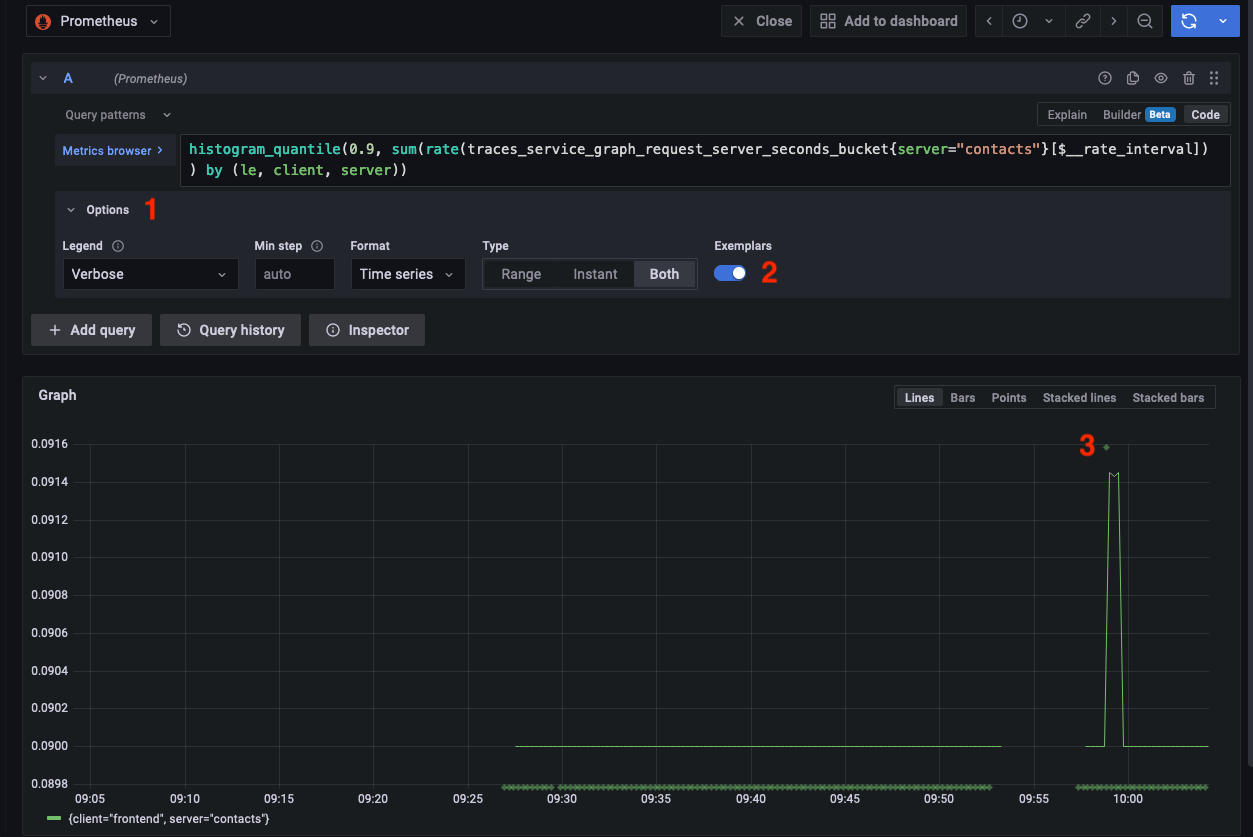 Prometheus Close Add to dashboard
A (Prometheus)
Query patterns Explain Builder Beta Code
Metrics browser > histogram_quantile(0.9, sum(rate(traces_service_graph_request_server_seconds_bucket{server="contacts"}[$__rate_interval])
) by (le, client, server))
Options 1
Legend Min step Format Type Exemplars
Verbose auto Time series Range Instant Both 2
+ Add query Query history Inspector
Graph Lines Bars Points Stacked lines Stacked bars
3
0.0916
0.0914
0.0912
0.0910
0.0908
0.0906
0.0904
0.0902
0.0900
0.0898
09:05 09:10 09:15 09:20 09:25 09:30 09:35 09:40 09:45 09:50 09:55 10:00
{client="frontend", server="contacts"}